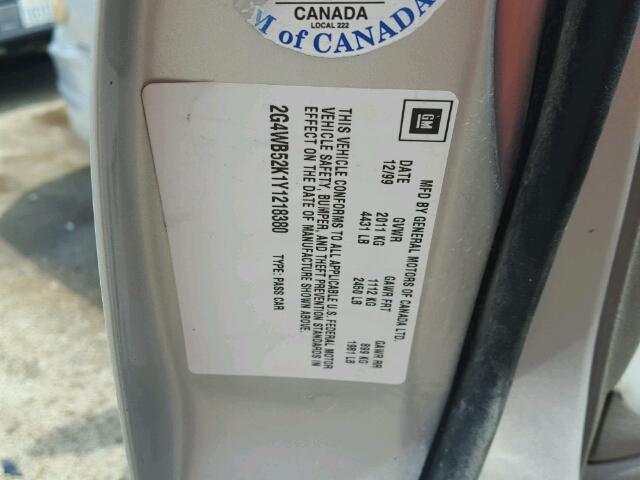 CANADA
LOCAL 222
M of CANADA
GM
MFD BY GENERAL MOTORS OF CANADA LTD.
DATE GVWR GAWR FRT GAWR RR
12/99 2011 KG 1112 KG 899 KG
4431 LB 2450 LB 1981 LB
THIS VEHICLE CONFORMS TO ALL APPLICABLE U.S. FEDERAL MOTOR
VEHICLE SAFETY, BUMPER, AND THEFT PREVENTION STANDARDS IN
EFFECT ON THE DATE OF MANUFACTURE SHOWN ABOVE.
2G4WB52K1Y1218380 TYPE: PASS CAR